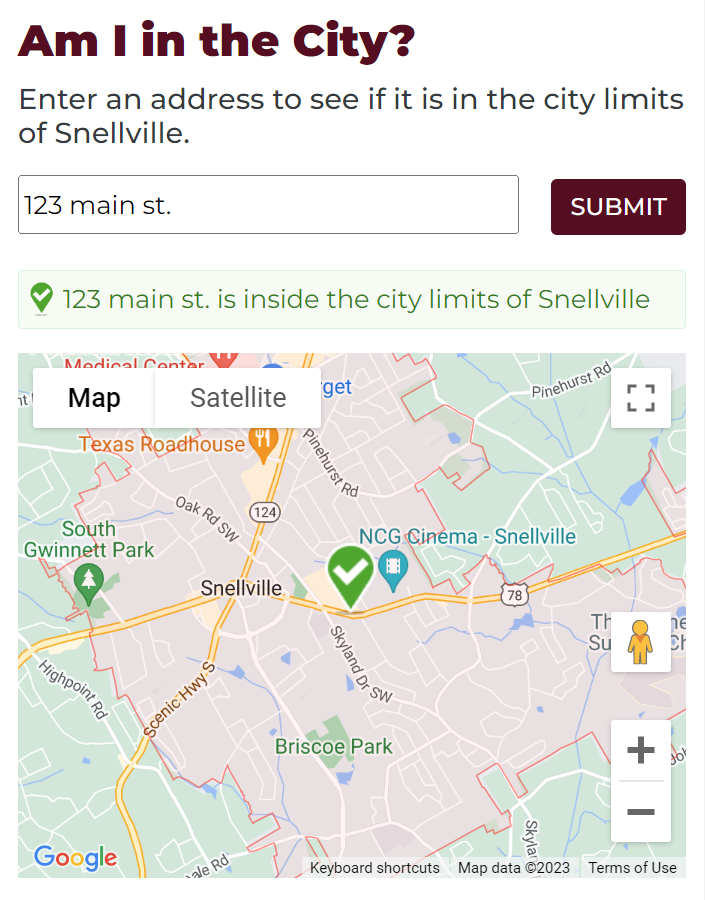 Am I in the City?
Enter an address to see if it is in the city limits
of Snellville.
123 main st.
SUBMIT
123 main st. is inside the city limits of Snellville
Medical Center
Map
Satellite
Pinehurst Rd
Texas Roadhouse
Pinehurst Rd
Oak Rd SW
124
South
Gwinnett Park
NCG Cinema - Snellville
Snellville
78
Skyland Dr SW
Highpoint Rd
Scenic Hwy S
Briscoe Park
Google
Keyboard shortcuts
Map data ©2023
Terms of Use